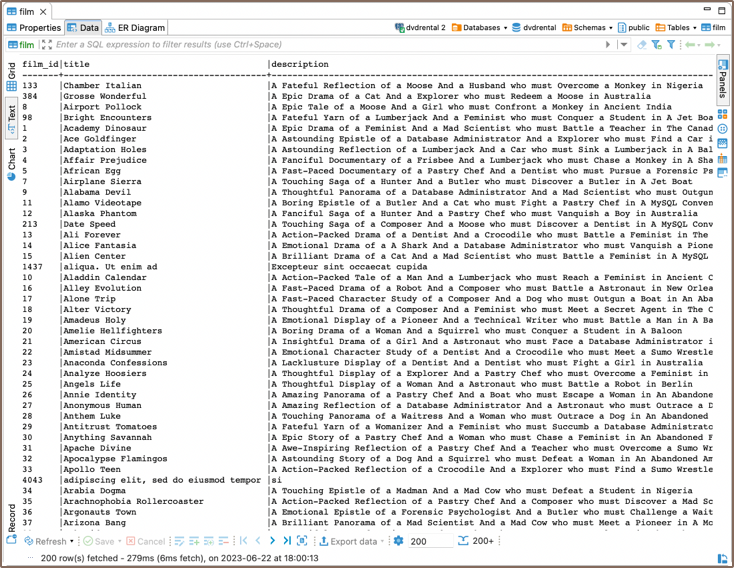 film
Properties Data ER Diagram dvdrental 2 Databases dvdrental Schemas public Tables film
film Enter a SQL expression to filter results (use Ctrl+Space)
Grid
Text
Chart
Record
Panels
film_id|title |description
133 |Chamber Italian |A Fateful Reflection of a Moose And a Husband who must Overcome a Monkey in Nigeria
384 |Grosse Wonderful |A Epic Drama of a Cat And a Explorer who must Redeem a Moose in Australia
8 |Airport Pollock |A Epic Tale of a Moose And a Girl who must Confront a Monkey in Ancient India
98 |Bright Encounters |A Fateful Yarn of a Lumberjack And a Feminist who must Conquer a Student in A Jet Boa
1 |Academy Dinosaur |A Epic Drama of a Feminist And a Mad Scientist who must Battle a Teacher in The Canad
2 |Ace Goldfinger |A Astounding Epistle of a Database Administrator And a Explorer who must Find a Car i
3 |Adaptation Holes |A Astounding Reflection of a Lumberjack And a Car who must Sink a Lumberjack in A Bal
4 |Affair Prejudice |A Fanciful Documentary of a Frisbee And a Lumberjack who must Chase a Monkey in A Sha
5 |African Egg |A Fast-Paced Documentary of a Pastry Chef And a Dentist who must Pursue a Forensic Ps
7 |Airplane Sierra |A Touching Saga of a Hunter And a Butler who must Discover a Butler in A Jet Boat
9 |Alabama Devil |A Thoughtful Panorama of a Database Administrator And a Mad Scientist who must Outgun
11 |Alamo Videotape |A Boring Epistle of a Butler And a Cat who must Fight a Pastry Chef in A MySQL Conven
12 |Alaska Phantom |A Fanciful Saga of a Hunter And a Pastry Chef who must Vanquish a Boy in Australia
213 |Date Speed |A Touching Saga of a Composer And a Moose who must Discover a Dentist in A MySQL Conv
13 |Ali Forever |A Action-Packed Drama of a Dentist And a Crocodile who must Battle a Feminist in The
14 |Alice Fantasia |A Emotional Drama of a A Shark And a Database Administrator who must Vanquish a Pione
15 |Alien Center |A Brilliant Drama of a Cat And a Mad Scientist who must Battle a Feminist in A MySQL
1437 |aliqua. Ut enim ad |Excepteur sint occaecat cupida
10 |Aladdin Calendar |A Action-Packed Tale of a Man And a Lumberjack who must Reach a Feminist in Ancient C
16 |Alley Evolution |A Fast-Paced Drama of a Robot And a Composer who must Battle a Astronaut in New Orlea
17 |Alone Trip |A Fast-Paced Character Study of a Composer And a Dog who must Outgun a Boat in An Aba
18 |Alter Victory |A Thoughtful Drama of a Composer And a Feminist who must Meet a Secret Agent in The C
19 |Amadeus Holy |A Emotional Display of a Pioneer And a Technical Writer who must Battle a Man in A Ba
20 |Amelie Hellfighters |A Boring Drama of a Woman And a Squirrel who must Conquer a Student in A Baloon
21 |American Circus |A Insightful Drama of a Girl And a Astronaut who must Face a Database Administrator i
22 |Amistad Midsummer |A Emotional Character Study of a Dentist And a Crocodile who must Meet a Sumo Wrestle
23 |Anaconda Confessions |A Lacklusture Display of a Dentist And a Dentist who must Fight a Girl in Australia
24 |Analyze Hoosiers |A Thoughtful Display of a Explorer And a Pastry Chef who must Overcome a Feminist in
25 |Angels Life |A Thoughtful Display of a Woman And a Astronaut who must Battle a Robot in Berlin
26 |Annie Identity |A Amazing Panorama of a Pastry Chef And a Boat who must Escape a Woman in An Abandone
27 |Anonymous Human |A Amazing Reflection of a Database Administrator And a Astronaut who must Outrace a D
28 |Anthem Luke |A Touching Panorama of a Waitress And a Woman who must Outrace a Dog in An Abandoned
29 |Antitrust Tomatoes |A Fateful Yarn of a Womanizer And a Feminist who must Succumb a Database Administrato
30 |Anything Savannah |A Epic Story of a Pastry Chef And a Woman who must Chase a Feminist in An Abandoned F
31 |Apache Divine |A Awe-Inspiring Reflection of a Pastry Chef And a Teacher who must Overcome a Sumo Wr
32 |Apocalypse Flamingos |A Astounding Story of a Dog And a Squirrel who must Defeat a Woman in An Abandoned Am
33 |Apollo Teen |A Action-Packed Reflection of a Crocodile And a Explorer who must Find a Sumo Wrestle
4043 |adipiscing elit, sed do eiusmod tempor |si
34 |Arabia Dogma |A Touching Epistle of a Madman And a Mad Cow who must Defeat a Student in Nigeria
35 |Arachnophobia Rollercoaster |A Action-Packed Reflection of a Pastry Chef And a Composer who must Discover a Mad Sc
36 |Argonauts Town |A Emotional Epistle of a Forensic Psychologist And a Butler who must Challenge a Wait
37 |Arizona Bang |A Brilliant Panorama of a Mad Scientist And a Mad Cow who must Meet a Pioneer in A Mo
Refresh Save Cancel Export data 200 200+
200 row(s) fetched - 279ms (6ms fetch), on 2023-06-22 at 18:00:13